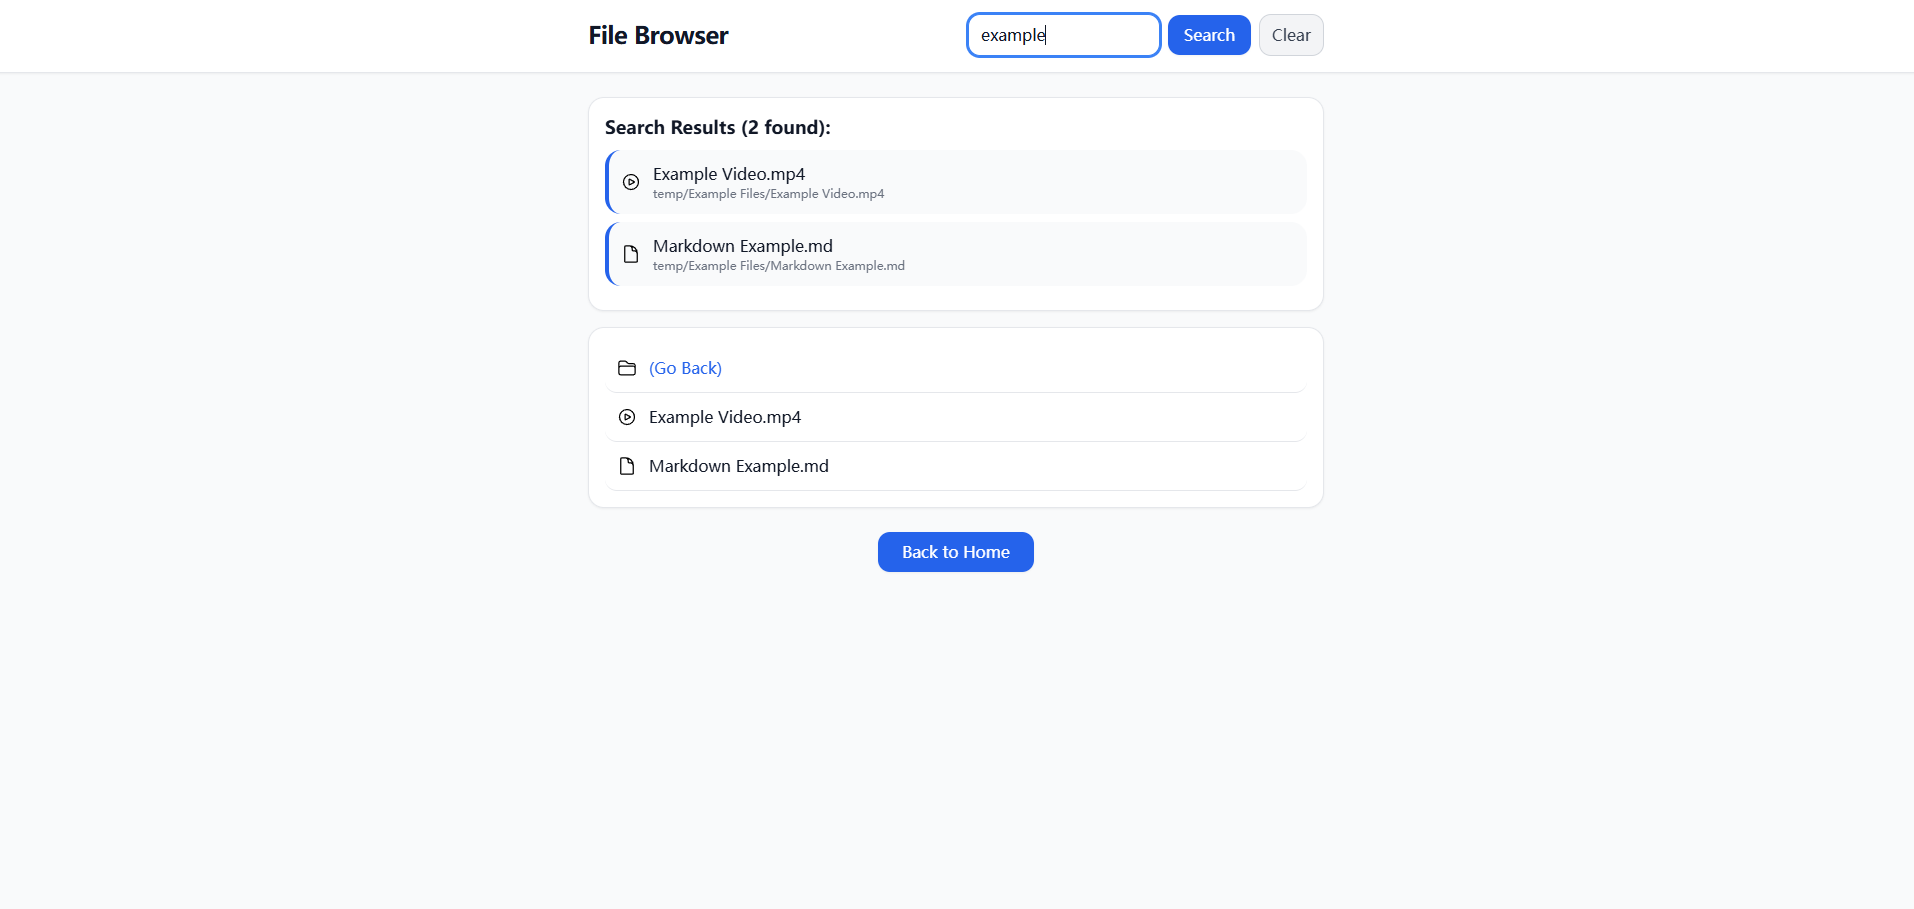 File Browser
example
Search
Clear
Search Results (2 found):
Example Video.mp4
temp/Example Files/Example Video.mp4
Markdown Example.md
temp/Example Files/Markdown Example.md
(Go Back)
Example Video.mp4
Markdown Example.md
Back to Home